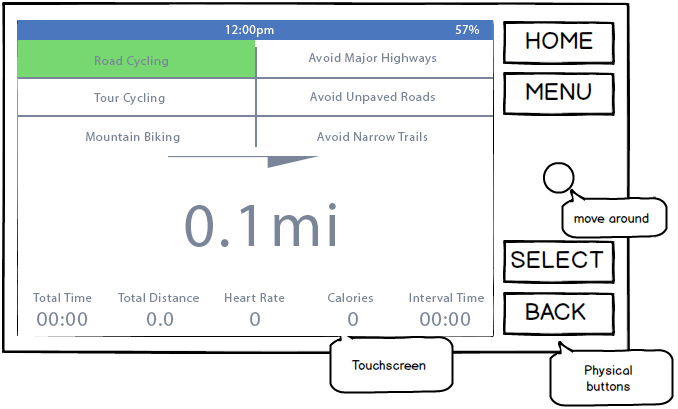 12:00pm 57%
Road Cycling Avoid Major Highways
Tour Cycling Avoid Unpaved Roads
Mountain Biking Avoid Narrow Trails
0.1mi
Total Time Total Distance Heart Rate Calories Interval Time
00:00 0.0 0 0 00:00
HOME
MENU
move around
SELECT
BACK
Touchscreen
Physical
buttons